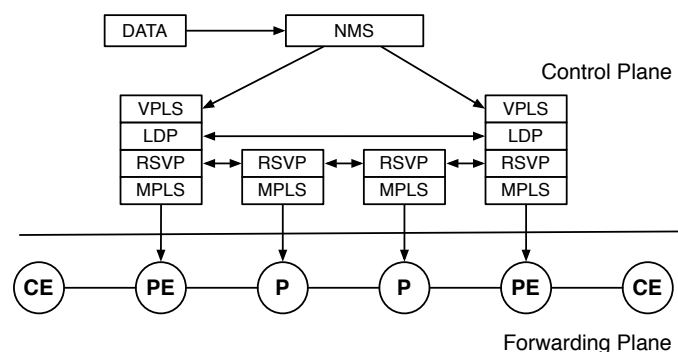 DATA
NMS
Control Plane
VPLS
LDP
RSVP
MPLS
RSVP
MPLS
RSVP
MPLS
VPLS
LDP
RSVP
MPLS
CE
PE
P
P
PE
CE
Forwarding Plane